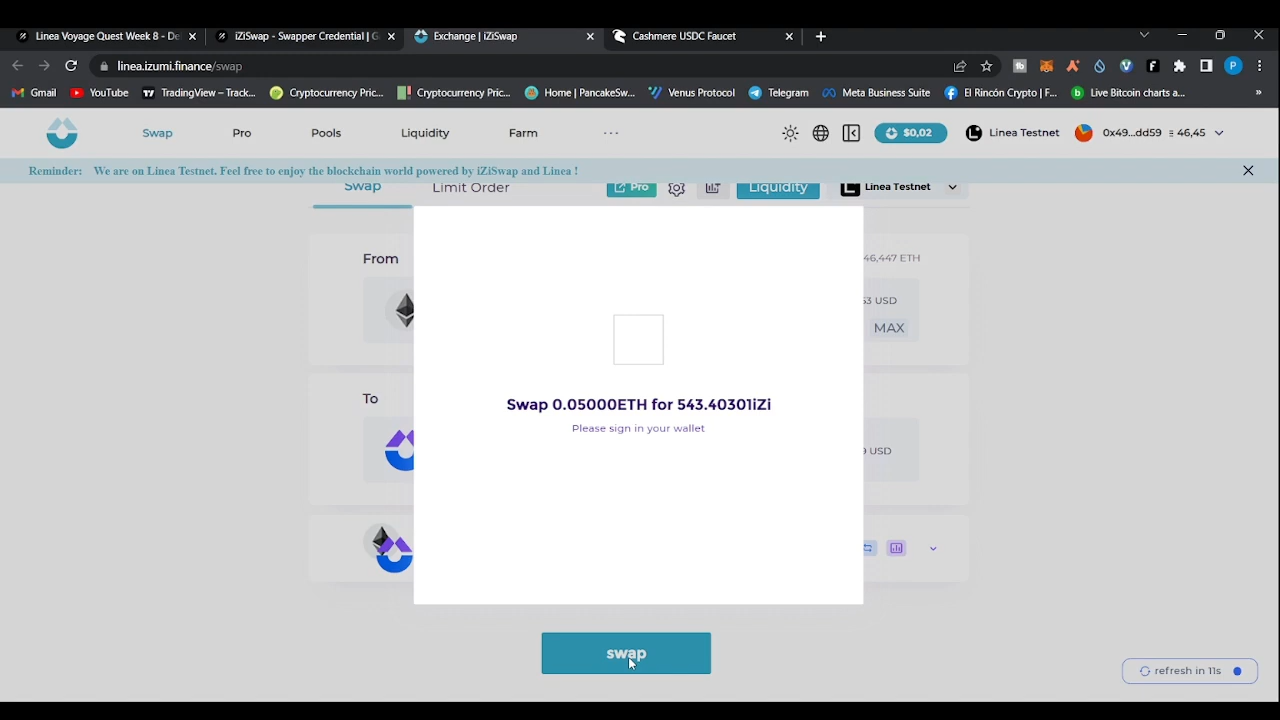 Linea Voyage Quest Week 8 - De
iZiSwap - Swapper Credential | G
Exchange | iZiSwap
Cashmere USDC Faucet
linea.izumi.finance/swap
Gmail
YouTube
TradingView – Track...
Cryptocurrency Pric...
Cryptocurrency Pric...
Home | PancakeSw...
Venus Protocol
Telegram
Meta Business Suite
El Rincón Crypto | F...
Live Bitcoin charts a...
»
Swap
Pro
Pools
Liquidity
Farm
...
$0,02
Linea Testnet
0x49...dd59
46,45
Reminder: We are on Linea Testnet. Feel free to enjoy the blockchain world powered by iZiSwap and Linea !
Swap
Limit Order
Pro
Liquidity
Linea Testnet
From
46,447 ETH
53 USD
MAX
To
9 USD
Swap 0.05000ETH for 543.40301iZi
Please sign in your wallet
swap
refresh in 11s